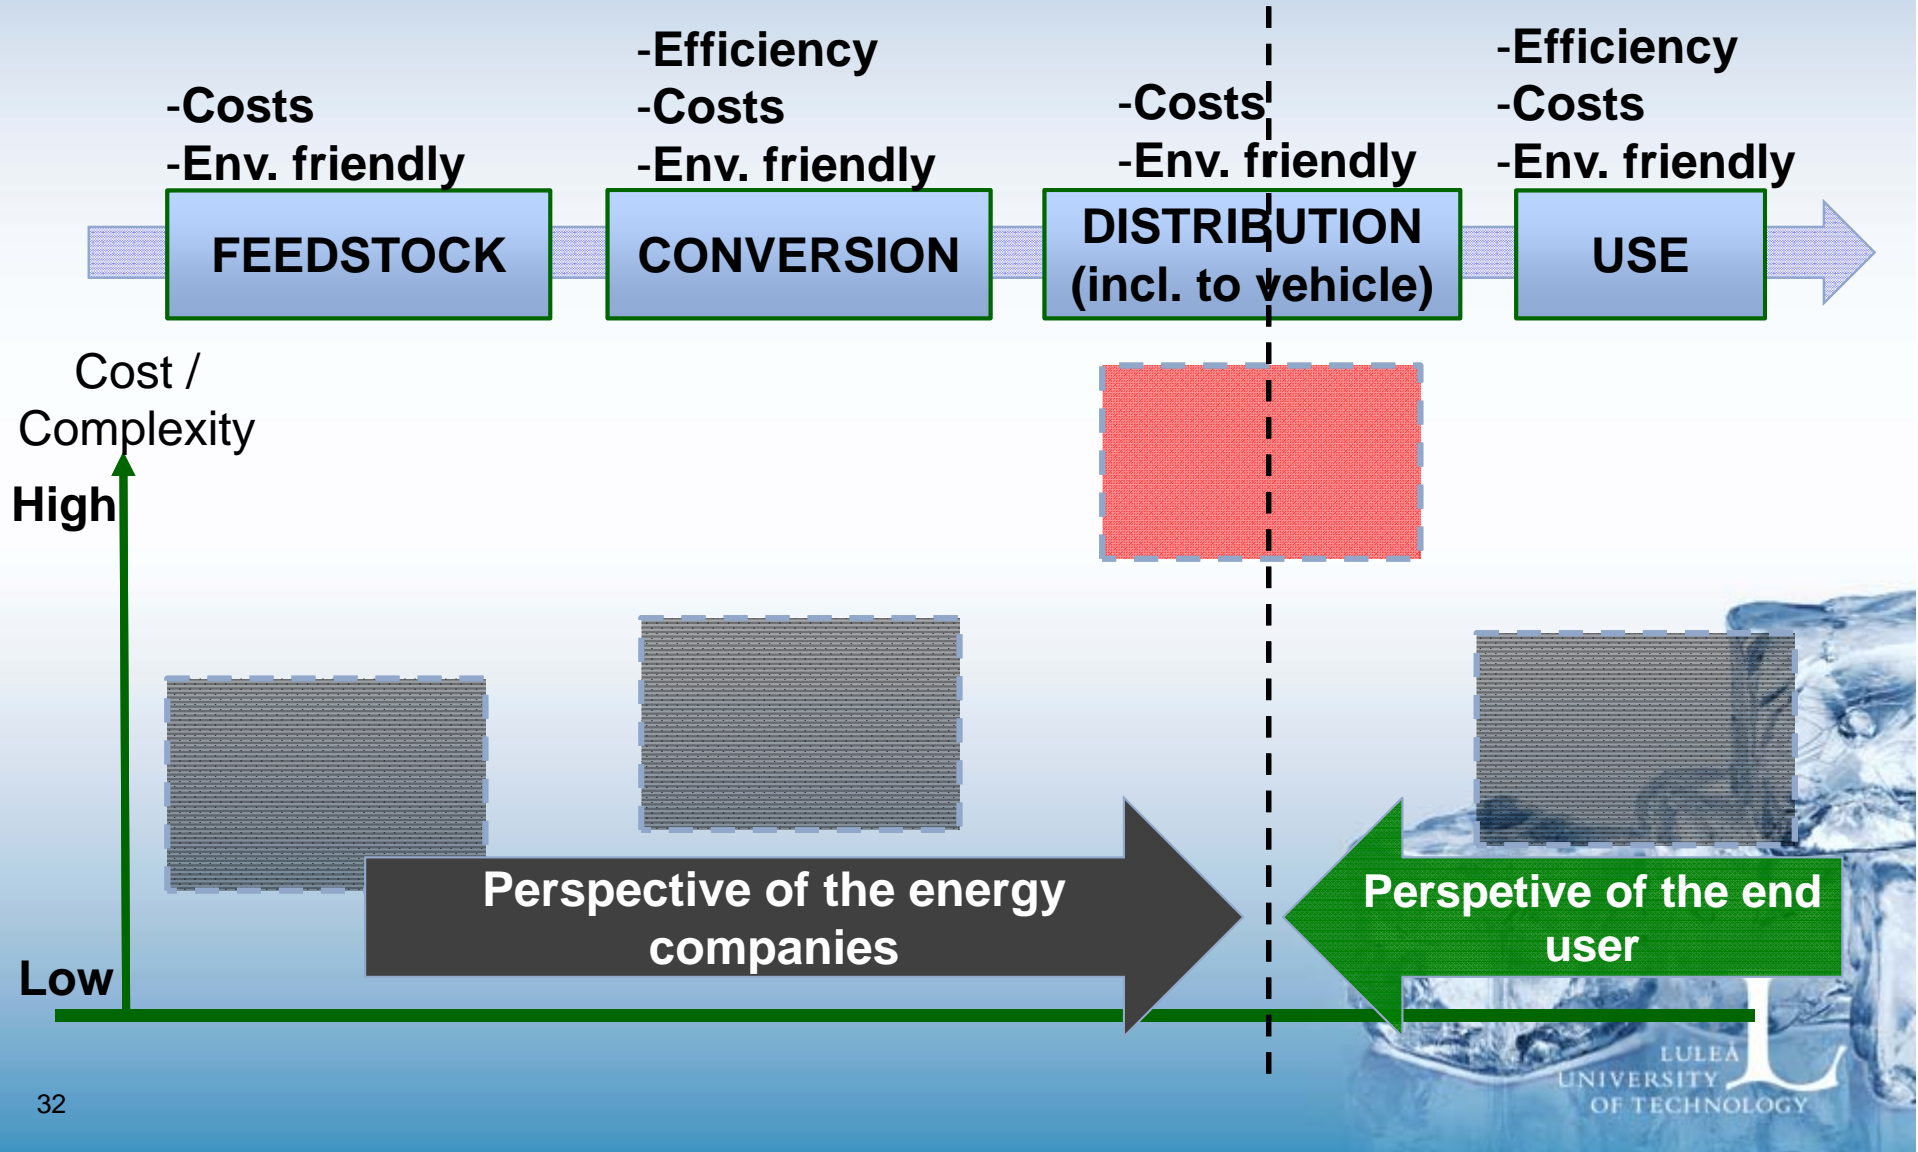 -Costs
-Env. friendly
-Efficiency
-Costs
-Env. friendly
-Costs
-Env. friendly
-Efficiency
-Costs
-Env. friendly
FEEDSTOCK
CONVERSION
DISTRIBUTION
(incl. to vehicle)
USE
Cost /
Complexity
High
Low
Perspective of the energy
companies
Perspetive of the end
user
LULEÅ
UNIVERSITY
OF TECHNOLOGY
L
32